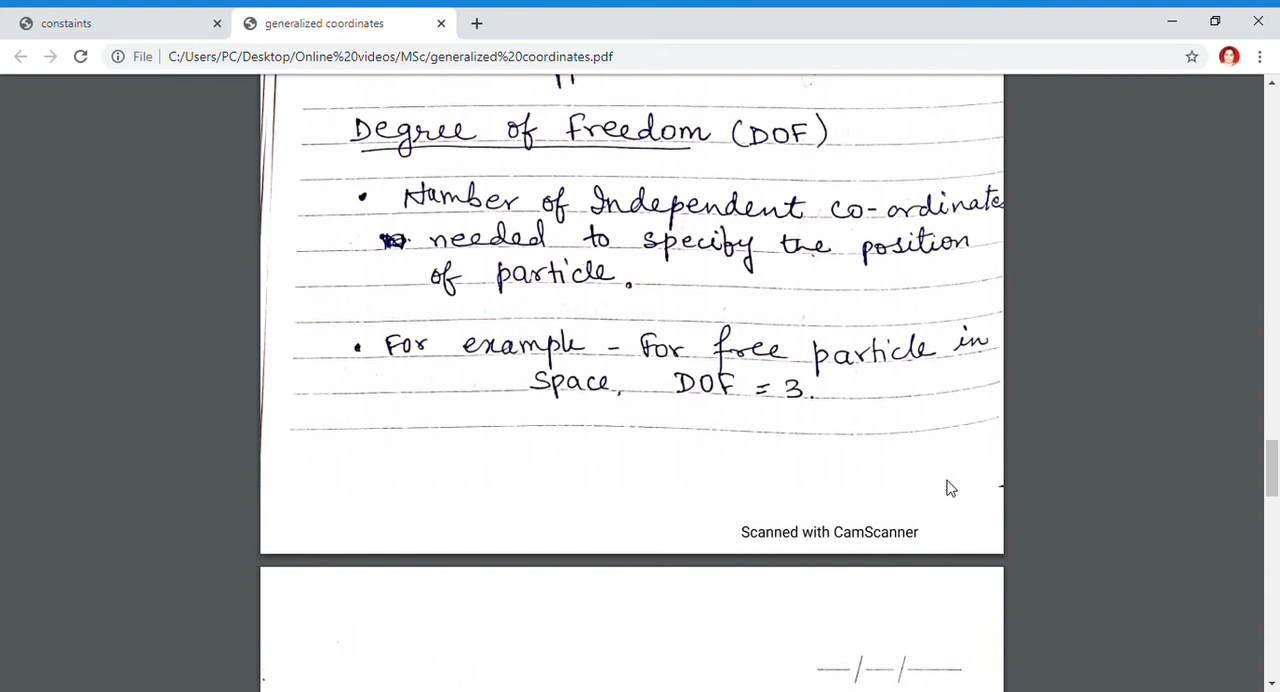 constaints
generalized coordinates
File
C:/Users/PC/Desktop/Online%20videos/MSc/generalized%20coordinates.pdf
Degree of freedom (DOF)
• Number of Independent co-ordinates
needed to specify the position
of particle.
• For example - For free particle in
Space, DOF = 3.
Scanned with CamScanner
—/—/——